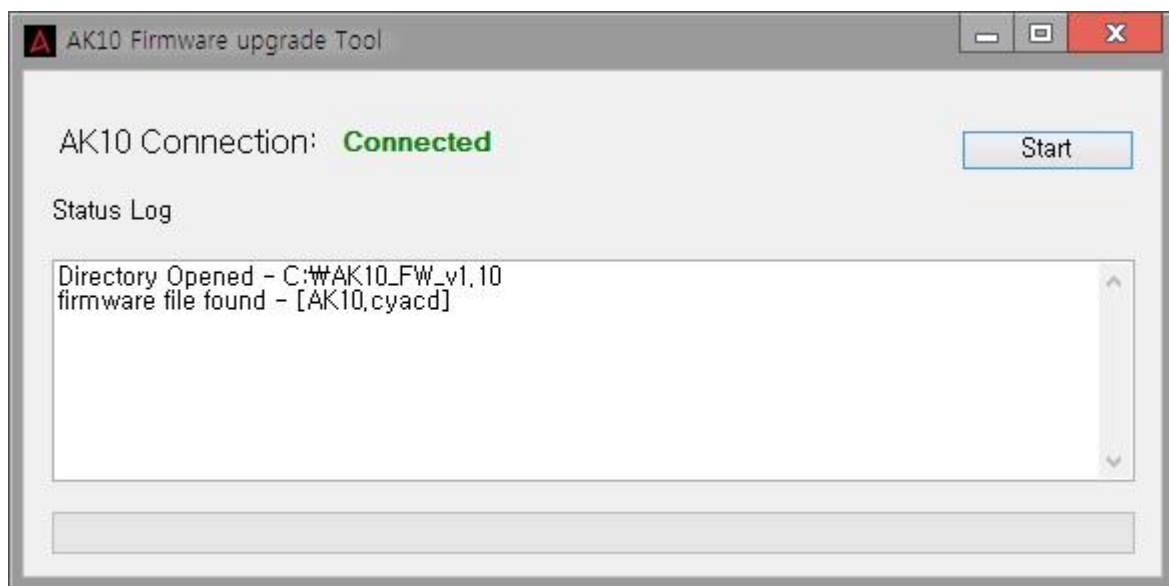 AK10 Firmware upgrade Tool
AK10 Connection: Connected
Start
Status Log
Directory Opened - C:₩AK10_FW_v1.10
firmware file found - [AK10.cyacd]